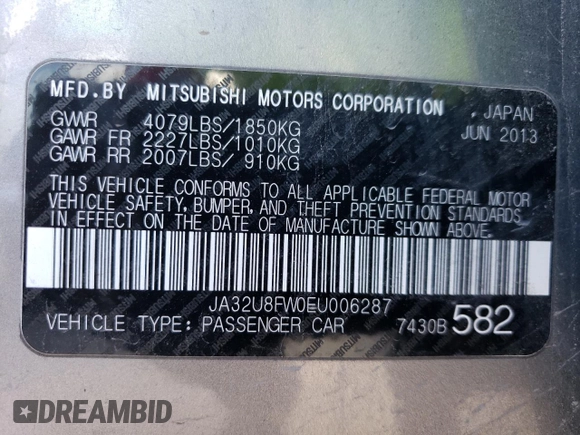 MFD.BY MITSUBISHI MOTORS CORPORATION
GVWR 4079LBS/1850KG JAPAN
GAWR FR 2227LBS/1010KG JUN 2013
GAWR RR 2007LBS/ 910KG
THIS VEHICLE CONFORMS TO ALL APPLICABLE FEDERAL MOTOR
VEHICLE SAFETY, BUMPER, AND THEFT PREVENTION STANDARDS
IN EFFECT ON THE DATE OF MANUFACTURE SHOWN ABOVE.
JA32U8FW0EU006287
VEHICLE TYPE: PASSENGER CAR 7430B 582
DREAMBID